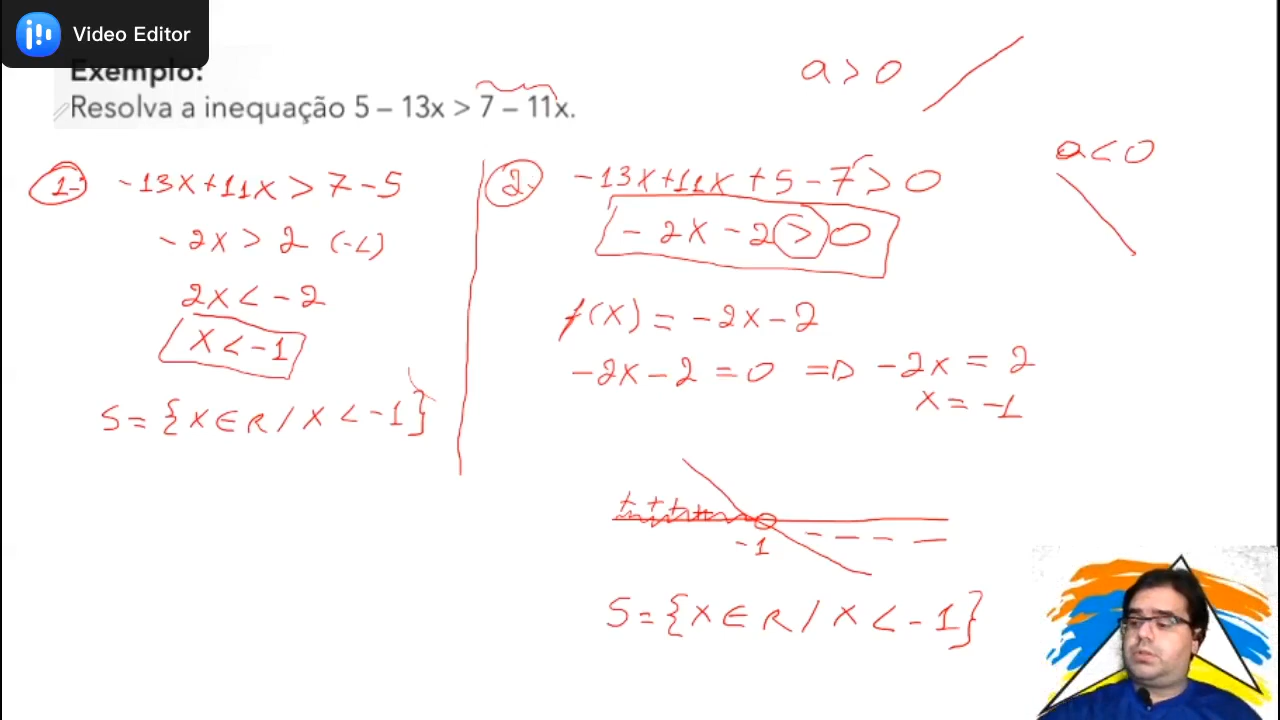 Video Editor
Exemplo:
Resolva a inequação 5 – 13x > 7 – 11x.
a > 0
a < 0
1-
-13x+11x > 7-5
-2x > 2 (-1)
2x < -2
x < -1
S = {x ∈ R / x < -1}
2-
-13x+11x + 5 - 7 > 0
- 2x - 2 > 0
f(x) = -2x - 2
-2x - 2 = 0 => -2x = 2
x = -1
+ + + +
-1 - - - -
S = {x ∈ R / x < -1}